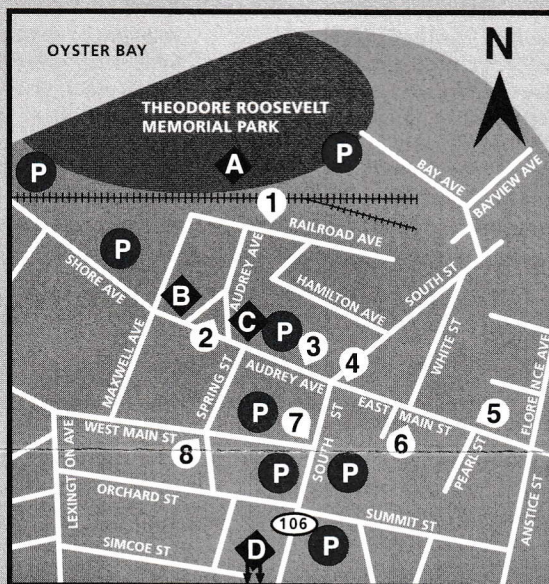 OYSTER BAY
N
THEODORE ROOSEVELT
MEMORIAL PARK
P
A
P
BAY AVE
BAYVIEW AVE
1
RAILROAD AVE
P
SHORE AVE
AUDREY AVE
HAMILTON AVE
SOUTH ST
B
C
P
2
3
4
MAXWELL AVE
SPRING ST
AUDREY AVE
WHITE ST
FLORENCE AVE
EAST MAIN ST
5
P
7
SOUTH ST
6
PEARL ST
WEST MAIN ST
8
LEXINGTON AVE
P
P
ANSTICE ST
ORCHARD ST
106
SUMMIT ST
SIMCOE ST
D
P